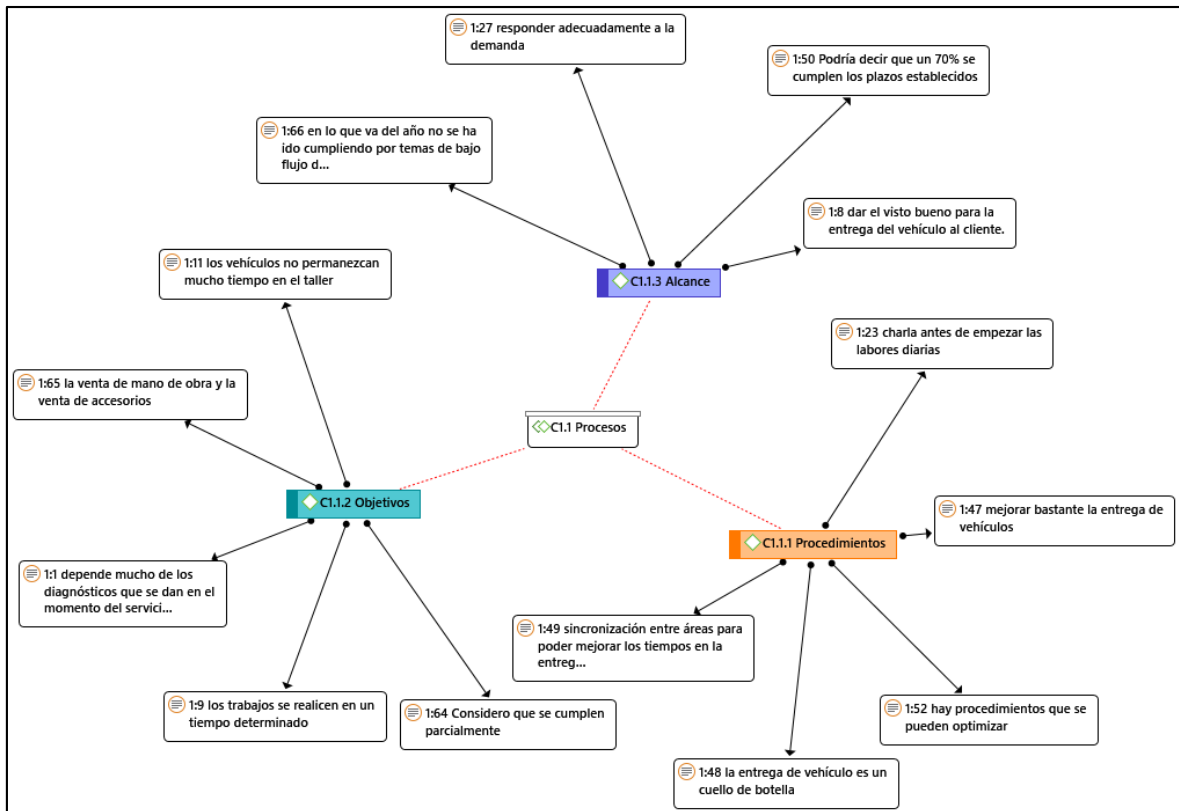 1:27 responder adecuadamente a la
demanda
1:50 Podría decir que un 70% se
cumplen los plazos establecidos
1:66 en lo que va del año no se ha
ido cumpliendo por temas de bajo
flujo d...
1:8 dar el visto bueno para la
entrega del vehículo al cliente.
1:11 los vehículos no permanezcan
mucho tiempo en el taller
C1.1.3 Alcance
1:23 charla antes de empezar las
labores diarias
1:65 la venta de mano de obra y la
venta de accesorios
C1.1 Procesos
C1.1.2 Objetivos
1:47 mejorar bastante la entrega de
vehículos
C1.1.1 Procedimientos
1:1 depende mucho de los
diagnósticos que se dan en el
momento del servici...
1:49 sincronización entre áreas para
poder mejorar los tiempos en la
entreg...
1:9 los trabajos se realicen en un
tiempo determinado
1:64 Considero que se cumplen
parcialmente
1:52 hay procedimientos que se
pueden optimizar
1:48 la entrega de vehículo es un
cuello de botella